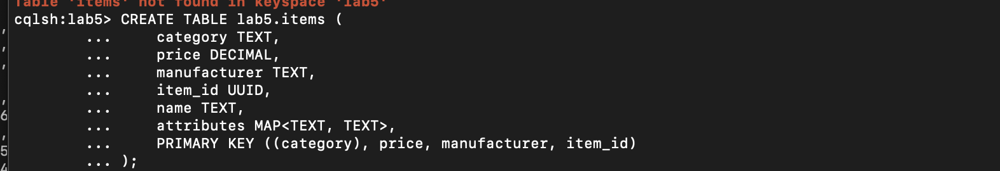 Table 'items' not found in keyspace 'lab5'
cqlsh:lab5> CREATE TABLE lab5.items (
        ...     category TEXT,
        ...     price DECIMAL,
        ...     manufacturer TEXT,
        ...     item_id UUID,
        ...     name TEXT,
        ...     attributes MAP<TEXT, TEXT>,
        ...     PRIMARY KEY ((category), price, manufacturer, item_id)
        ... );